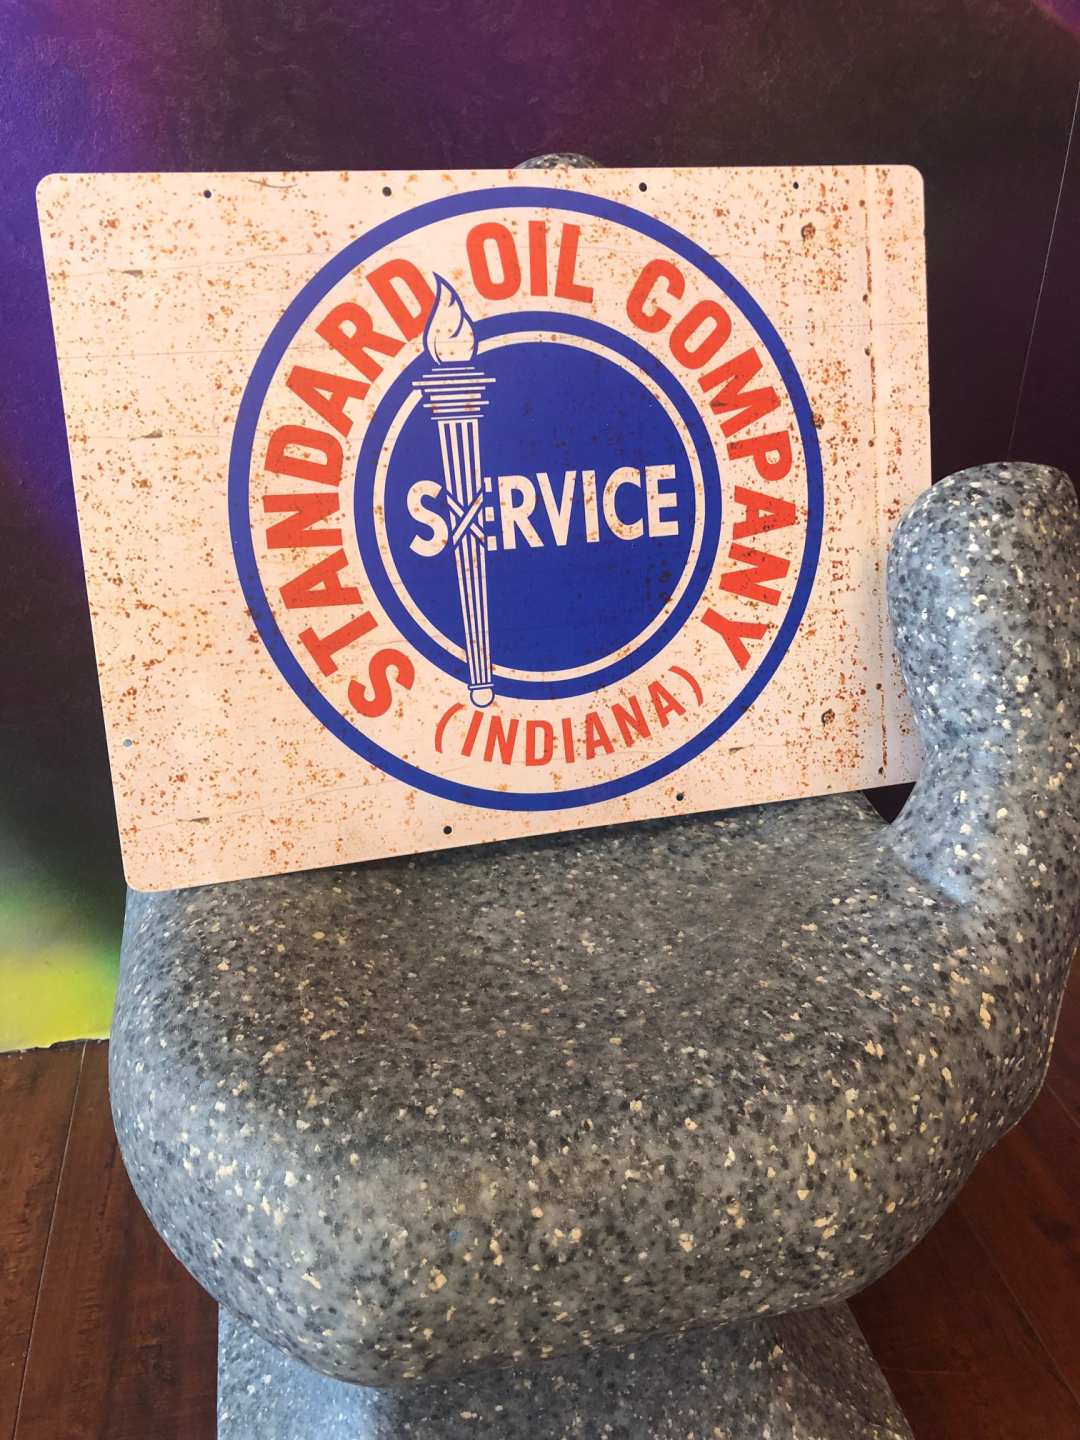 STANDARD OIL COMPANY
SERVICE
(INDIANA)